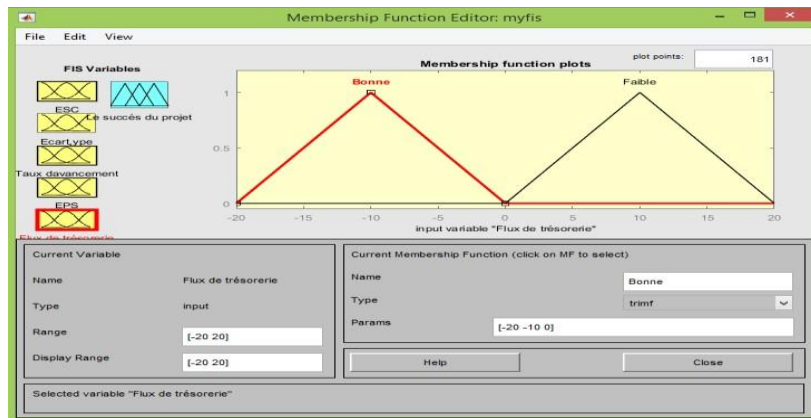 Membership Function Editor: myfis
File Edit View
FIS Variables
ESC
Le succés du projet
Ecart,ype
Taux davancement
EPS
Flux de trésorerie
Membership function plots
plot points: 181
Bonne Faible
1
0.5
0
-20 -15 -10 -5 0 5 10 15 20
input variable "Flux de trésorerie"
Current Variable
Name Flux de trésorerie
Type input
Range [-20 20]
Display Range [-20 20]
Current Membership Function (click on MF to select)
Name Bonne
Type trimf
Params [-20 -10 0]
Help Close
Selected variable "Flux de trésorerie"